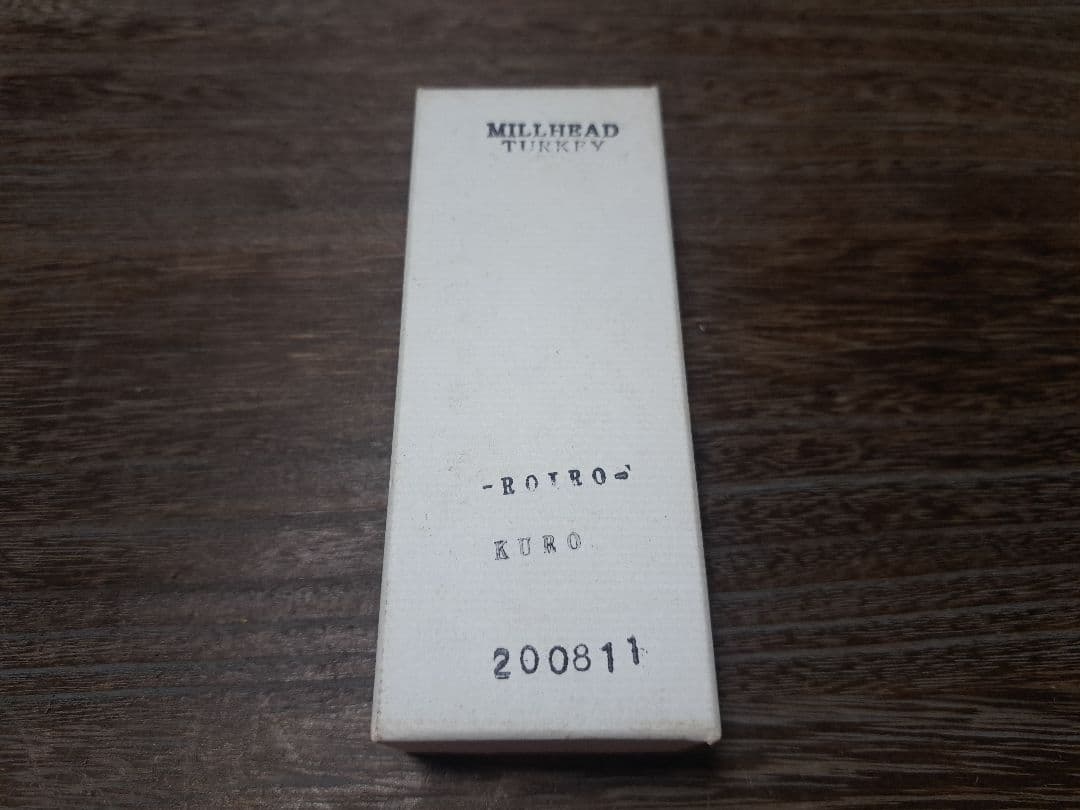 MILLHEAD
TURKEY
-ROIRO-
KURO
200811